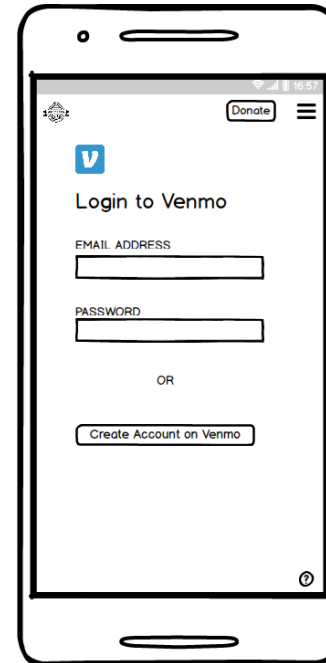 16:57
Donate
V
Login to Venmo
EMAIL ADDRESS
PASSWORD
OR
Create Account on Venmo
?